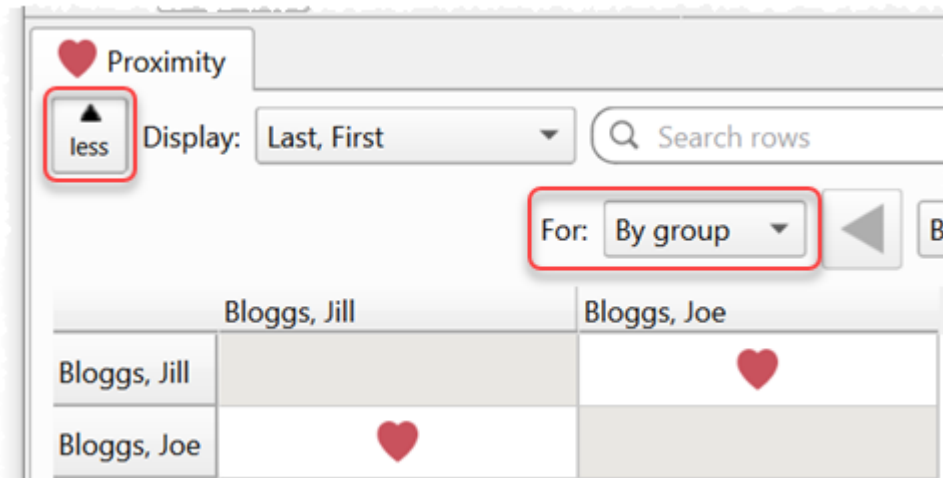 Proximity
less Display: Last, First Search rows
For: By group B
Bloggs, Jill Bloggs, Joe
Bloggs, Jill
Bloggs, Joe